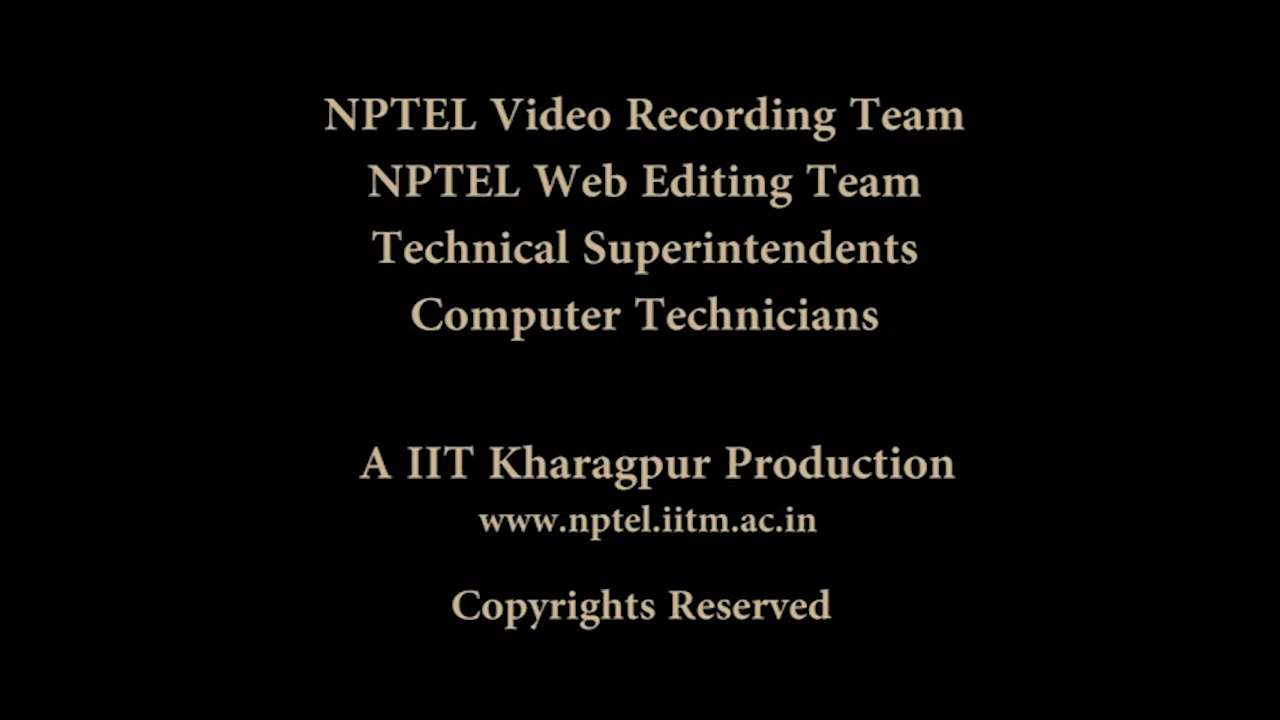 NPTEL Video Recording Team
NPTEL Web Editing Team
Technical Superintendents
Computer Technicians
A IIT Kharagpur Production
www.nptel.iitm.ac.in
Copyrights Reserved